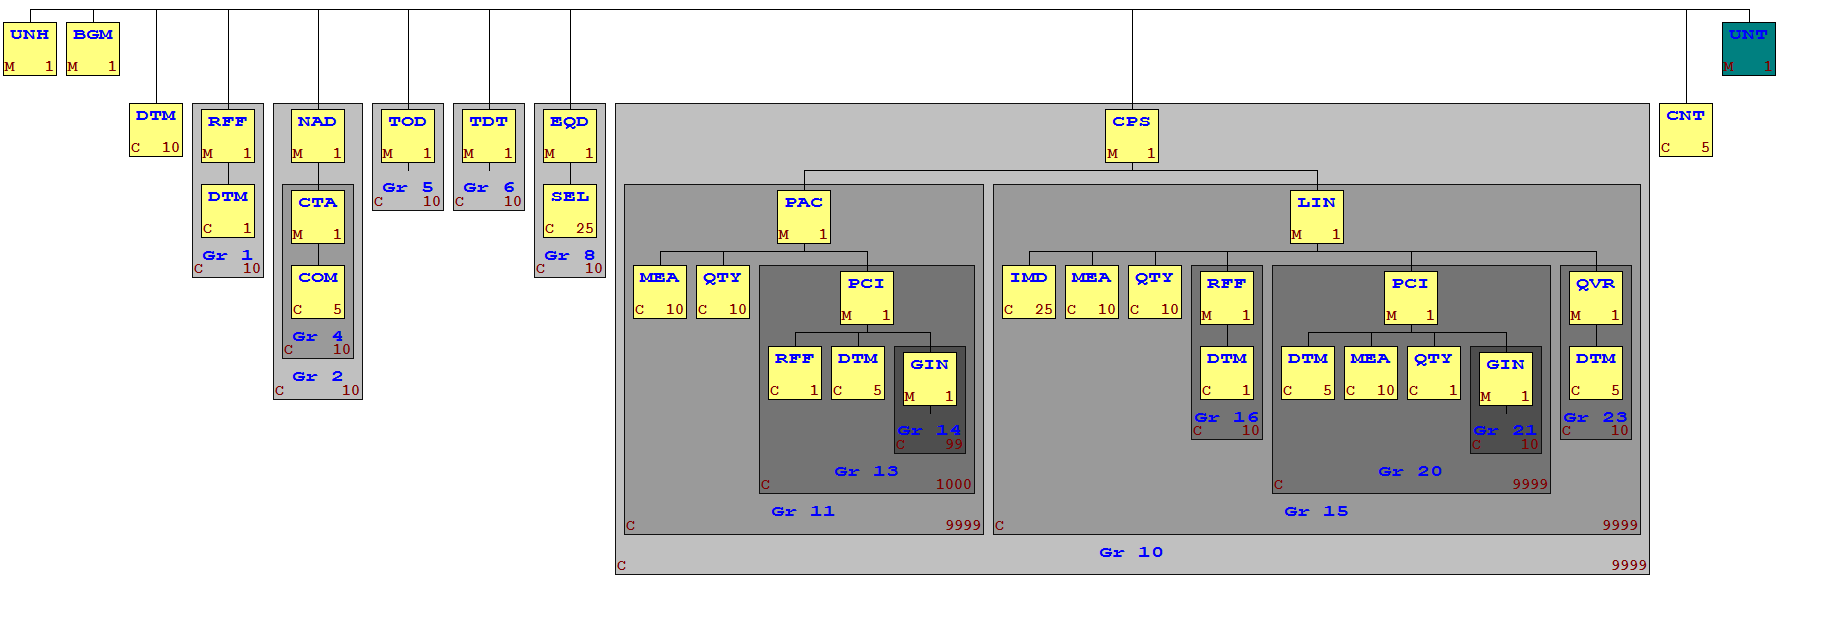 UNH BGM UNT
M 1 M 1 M 1
DTM RFF NAD TOD TDT EQD CPS CNT
C 10 M 1 M 1 M 1 M 1 M 1 M 1 C 5
Gr 5 Gr 6
DTM CTA C 10 C 10 SEL PAC LIN
C 1 M 1 C 25 M 1 M 1
Gr 1 Gr 8
C 10 C 10
COM MEA QTY PCI IMD MEA QTY RFF PCI QVR
C 5 C 10 C 10 M 1 C 25 C 10 C 10 M 1 M 1 M 1
Gr 4
C 10
RFF DTM GIN DTM DTM MEA QTY GIN DTM
Gr 2
C 10 C 1 C 5 M 1 C 1 C 5 C 10 C 1 M 1 C 5
Gr 16 Gr 23
Gr 14 C 10 Gr 21 C 10
C 99 C 10
Gr 13 Gr 20
C 1000 C 9999
Gr 11 Gr 15
C 9999 C 9999
Gr 10
C 9999